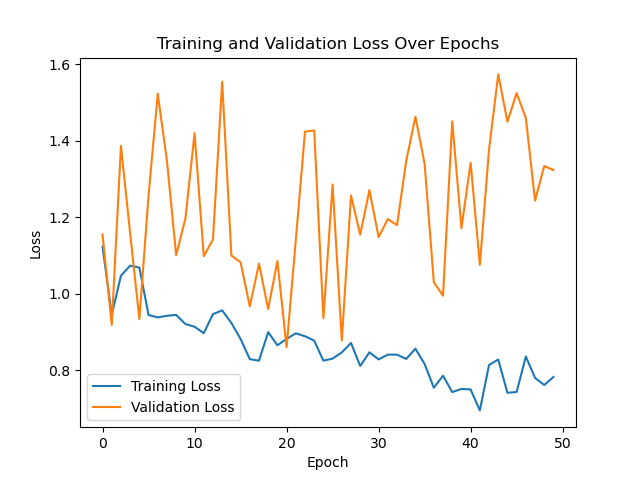 Training and Validation Loss Over Epochs
1.6
1.4
1.2
1.0
0.8
Loss
Training Loss
Validation Loss
0
10
20
30
40
50
Epoch